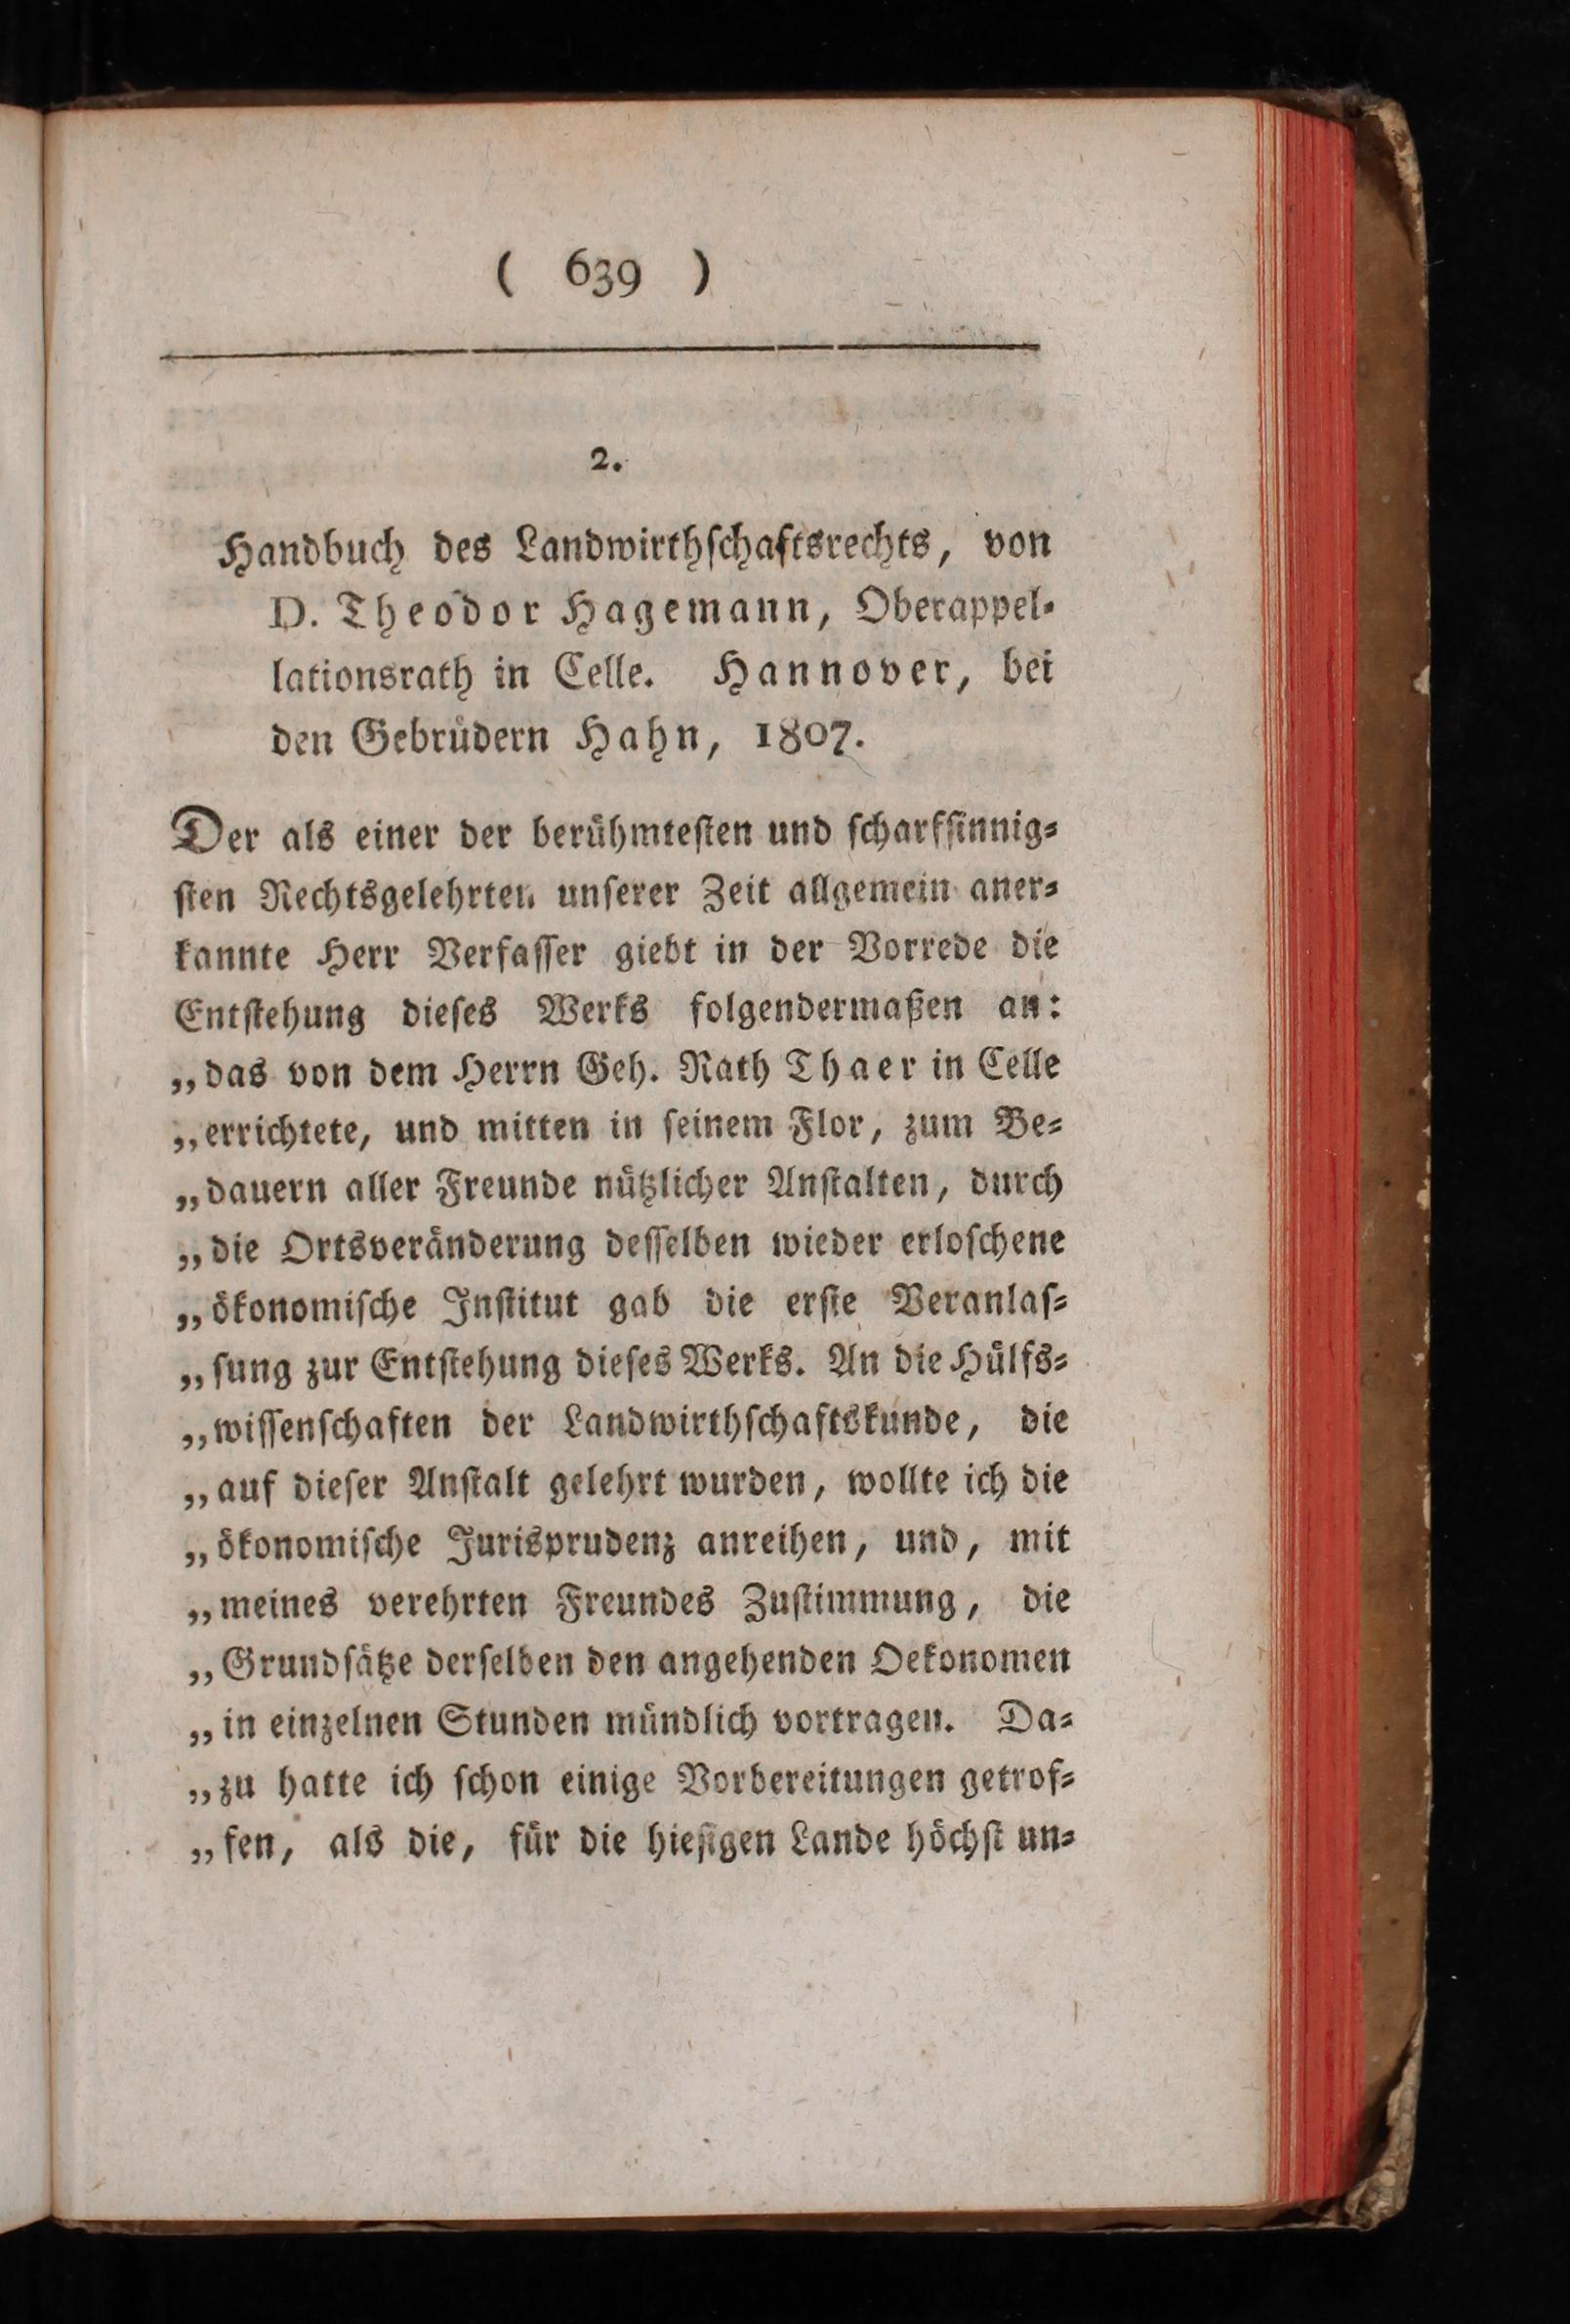 ( 639 )
2.
Handbuch des Landwirthſchaftsrechts, von
D. Theodor Hagemann, Oberappel-
lationsrath in Celle. Hannover, bei
den Gebrüdern Hahn, 1807.
Der als einer der berühmteſten und ſcharfſinnig-
ſten Rechtsgelehrten unſerer Zeit allgemein aner-
kannte Herr Verfaſſer giebt in der Vorrede die
Entſtehung dieſes Werks folgendermaßen an:
„das von dem Herrn Geh. Rath Thaer in Celle
„errichtete, und mitten in ſeinem Flor, zum Be-
„dauern aller Freunde nützlicher Anſtalten, durch
„die Ortsveränderung deſſelben wieder erloſchene
„ökonomiſche Inſtitut gab die erſte Veranlaſ-
„ſung zur Entſtehung dieſes Werks. An die Hülfs-
„wiſſenſchaften der Landwirthſchaftskunde, die
„auf dieſer Anſtalt gelehrt wurden, wollte ich die
„ökonomiſche Jurisprudenz anreihen, und, mit
„meines verehrten Freundes Zuſtimmung, die
„Grundſätze derſelben den angehenden Oekonomen
„in einzelnen Stunden mündlich vortragen. Da-
„zu hatte ich ſchon einige Vorbereitungen getrof-
„fen, als die, für die hieſigen Lande höchſt un-